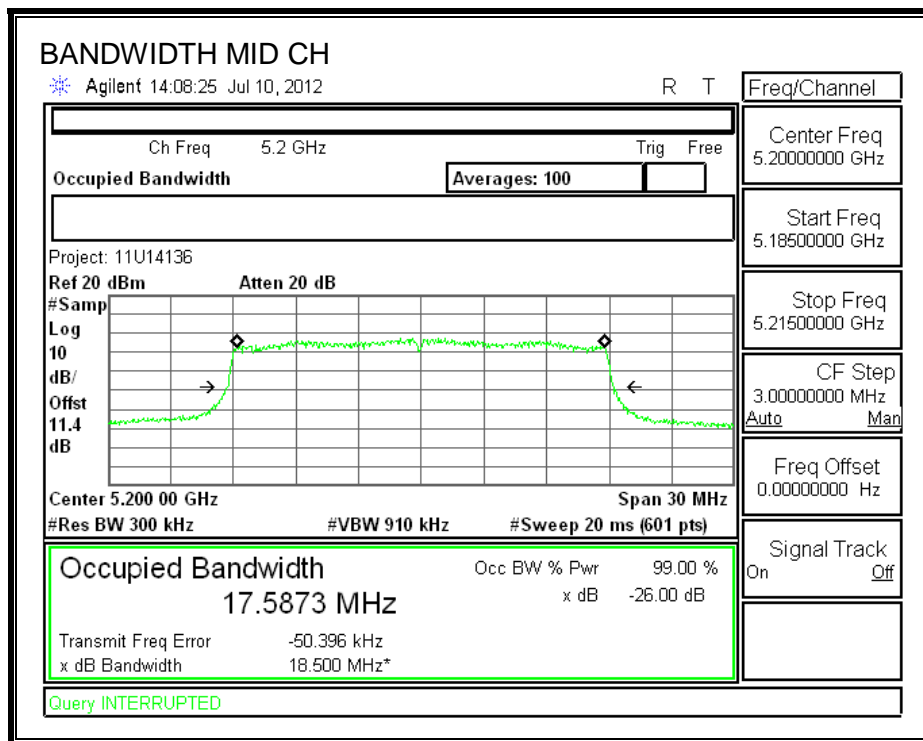 BANDWIDTH MID CH
Agilent 14:08:25 Jul 10, 2012 R T
Freq/Channel
Ch Freq 5.2 GHz Trig Free
Occupied Bandwidth Averages: 100
Center Freq
5.20000000 GHz
Start Freq
5.18500000 GHz
Project: 11U14136
Ref 20 dBm Atten 20 dB
#Samp
Log
10
dB/
Offst
11.4
dB
Stop Freq
5.21500000 GHz
CF Step
3.00000000 MHz
Auto Man
Freq Offset
0.00000000 Hz
Center 5.200 00 GHz Span 30 MHz
#Res BW 300 kHz #VBW 910 kHz #Sweep 20 ms (601 pts)
Signal Track
On Off
Occupied Bandwidth Occ BW % Pwr 99.00 %
17.5873 MHz x dB -26.00 dB
Transmit Freq Error -50.396 kHz
x dB Bandwidth 18.500 MHz*
Query INTERRUPTED